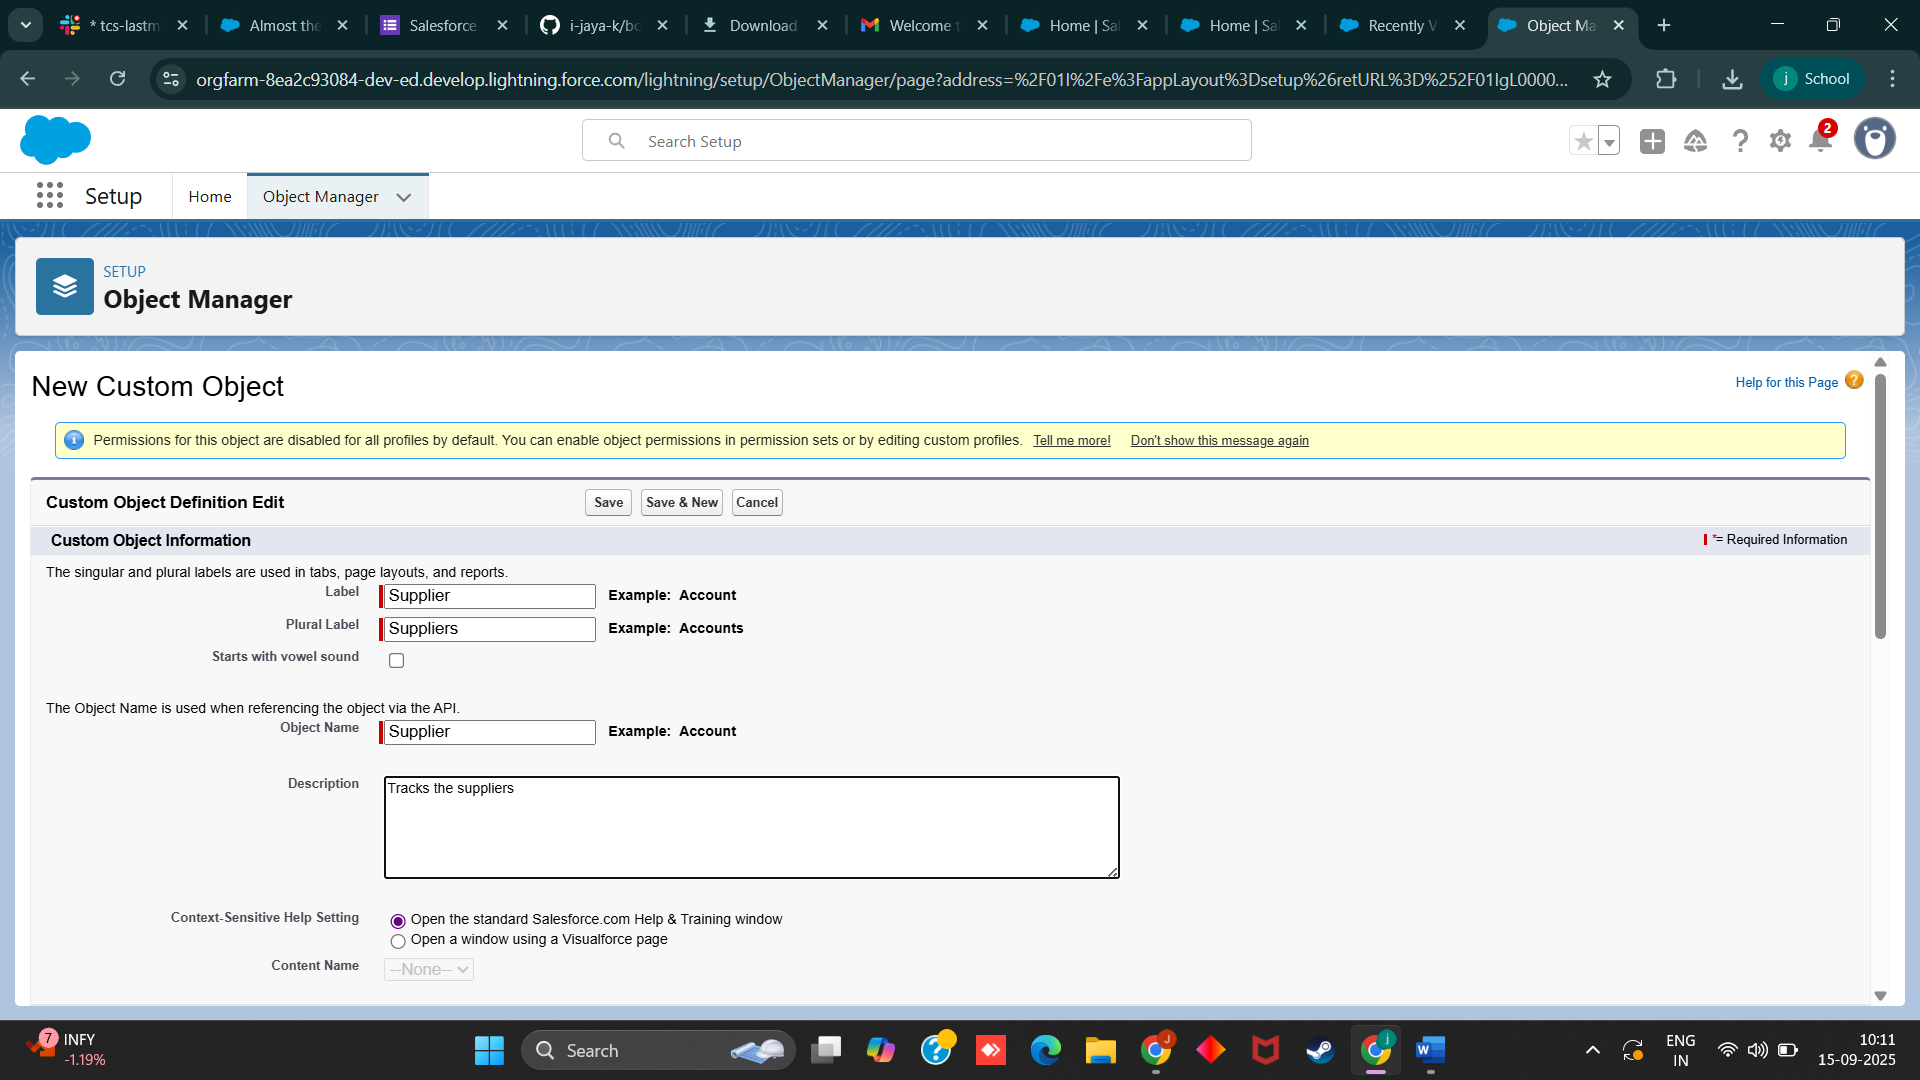 * tcs-lastm
Almost the
Salesforce
i-jaya-k/bo
Download
Welcome t
Home | Sal
Home | Sal
Recently V
Object Ma
orgfarm-8ea2c93084-dev-ed.develop.lightning.force.com/lightning/setup/ObjectManager/page?address=%2F01I%2Fe%3FappLayout%3Dsetup%26retURL%3D%252F01IgL0000...
j School
Search Setup
2
Setup
Home
Object Manager
SETUP
Object Manager
New Custom Object
Help for this Page ?
Permissions for this object are disabled for all profiles by default. You can enable object permissions in permission sets or by editing custom profiles. Tell me more! Don't show this message again
Custom Object Definition Edit
Save
Save & New
Cancel
Custom Object Information
*= Required Information
The singular and plural labels are used in tabs, page layouts, and reports.
Label
Supplier
Example: Account
Plural Label
Suppliers
Example: Accounts
Starts with vowel sound
The Object Name is used when referencing the object via the API.
Object Name
Supplier
Example: Account
Description
Tracks the suppliers
Context-Sensitive Help Setting
Open the standard Salesforce.com Help & Training window
Open a window using a Visualforce page
Content Name
--None--
7
INFY
-1.19%
Search
J
j
W
ENG
IN
10:11
15-09-2025